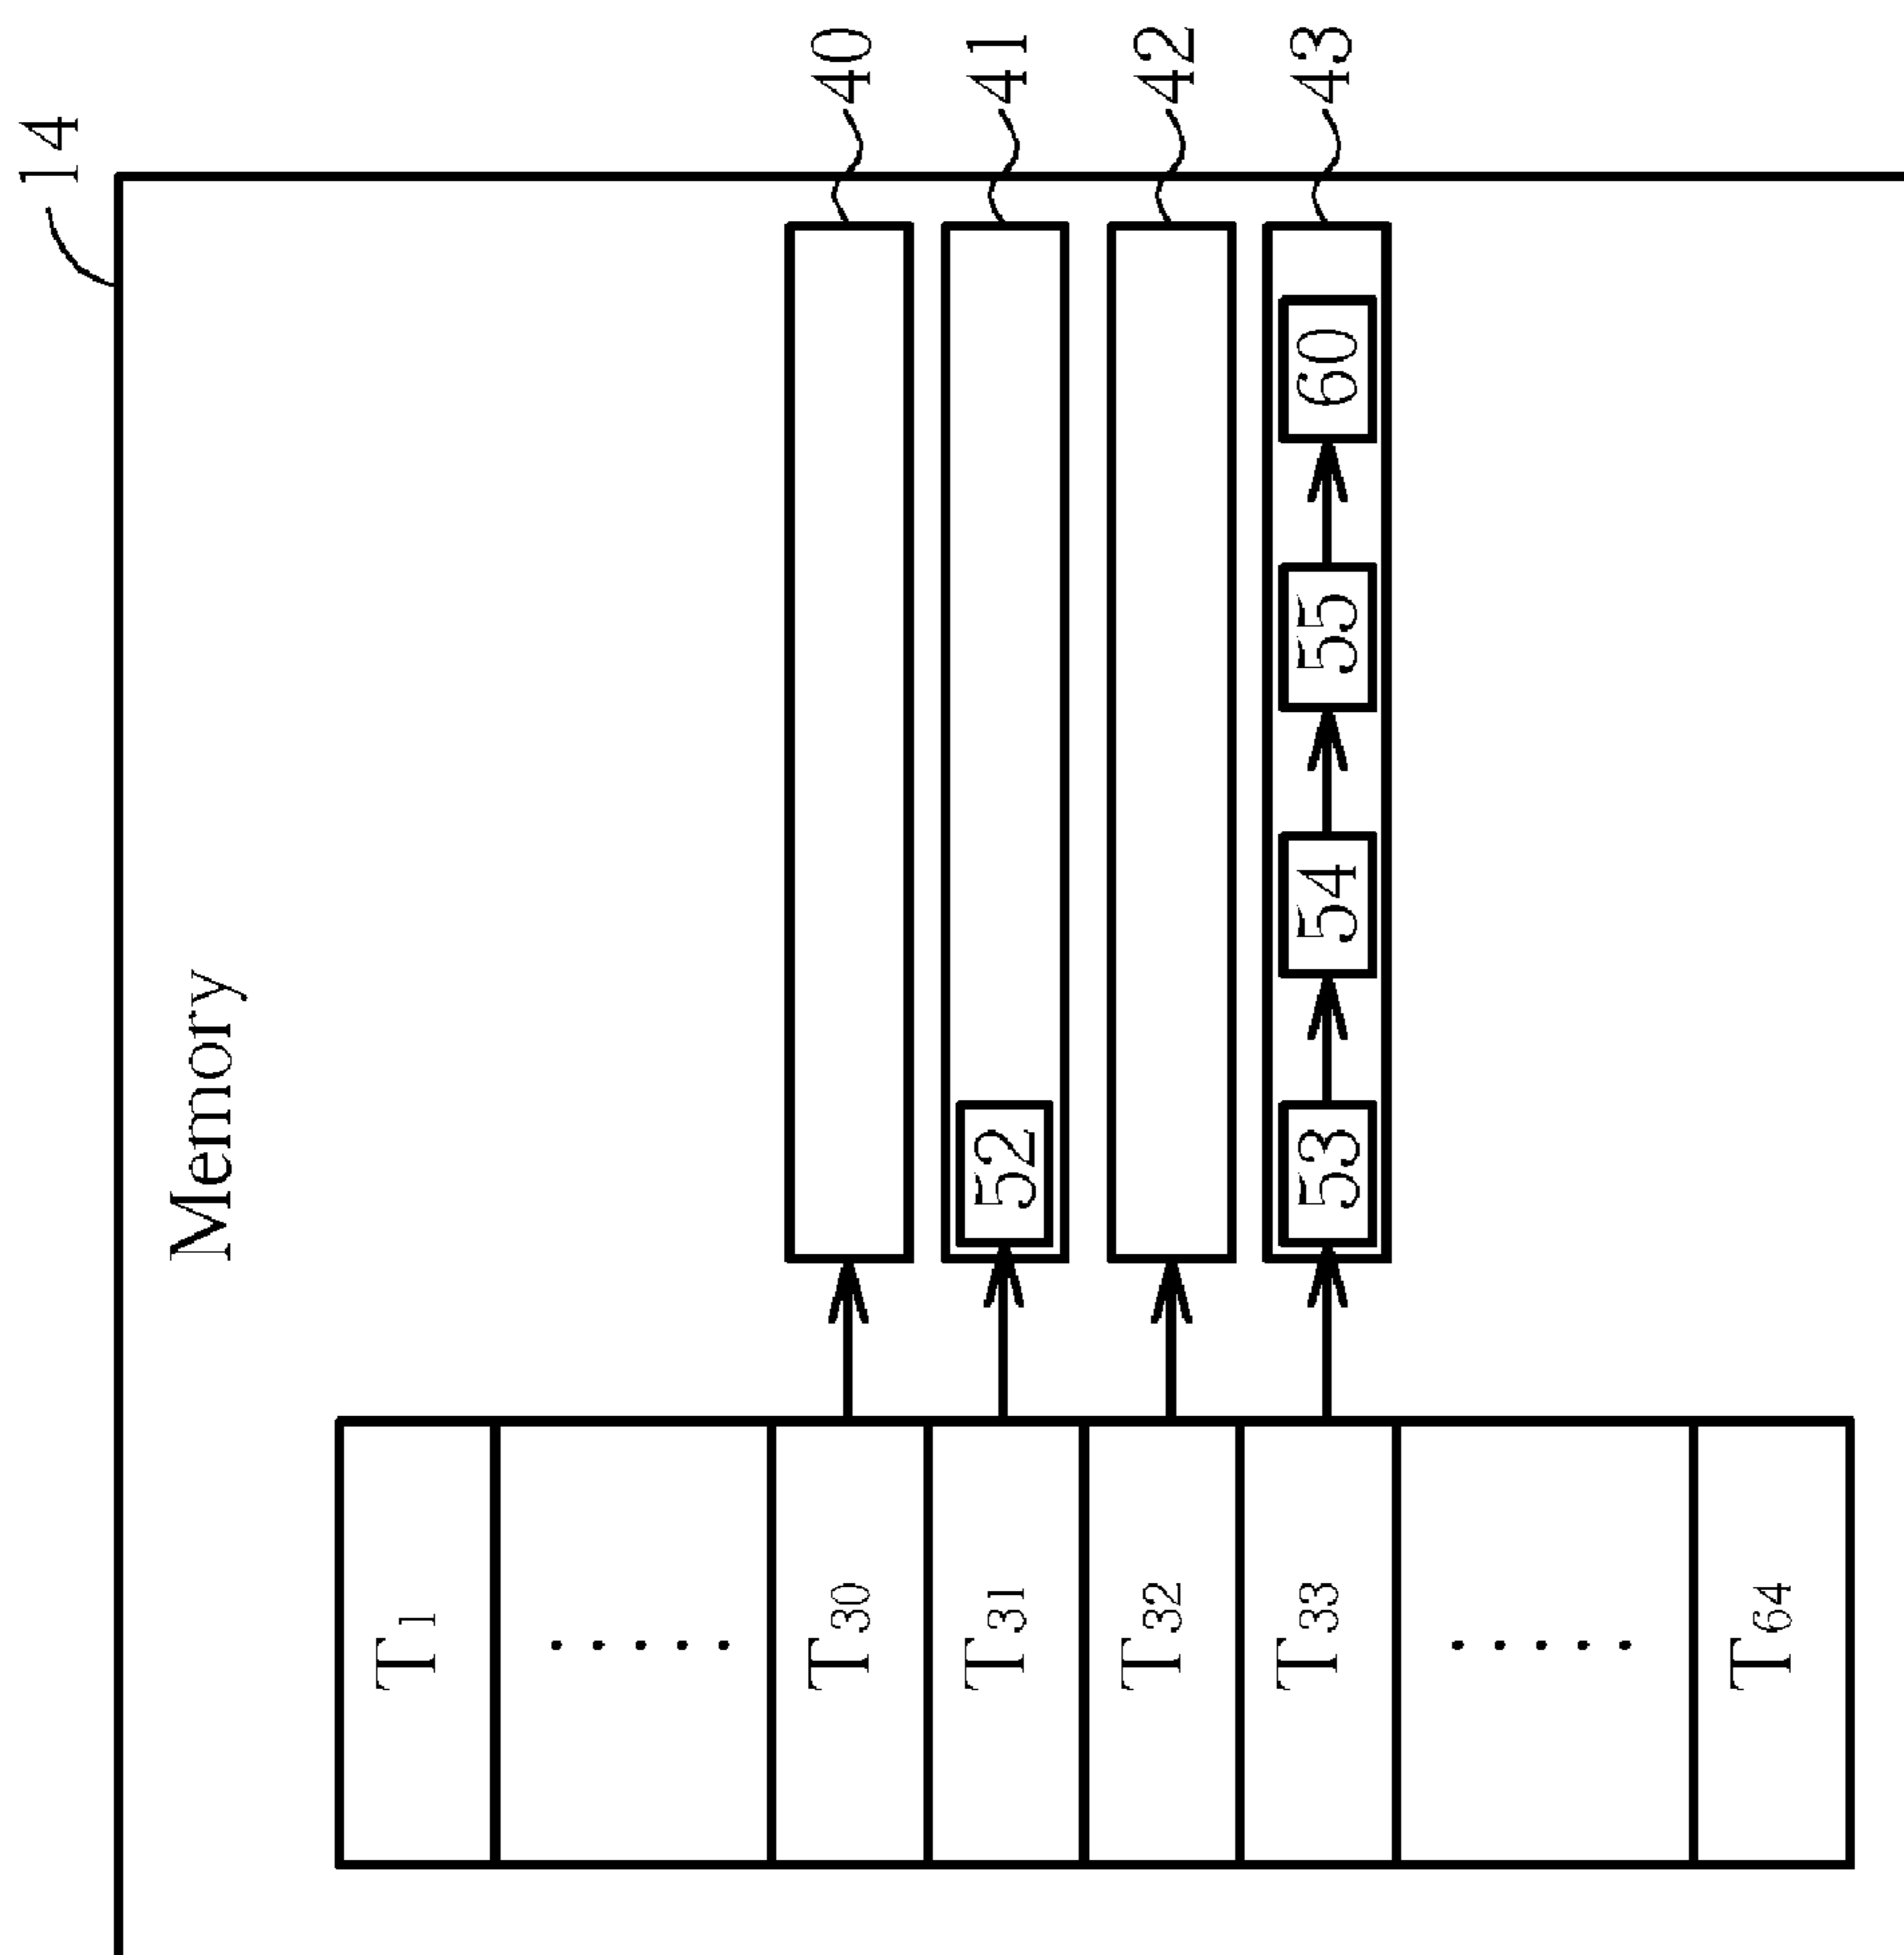 14
Memory
T₁
.....
T₃₀ 40
T₃₁ 52 41
T₃₂ 42
T₃₃ 53 54 55 60 43
.....
T₆₄